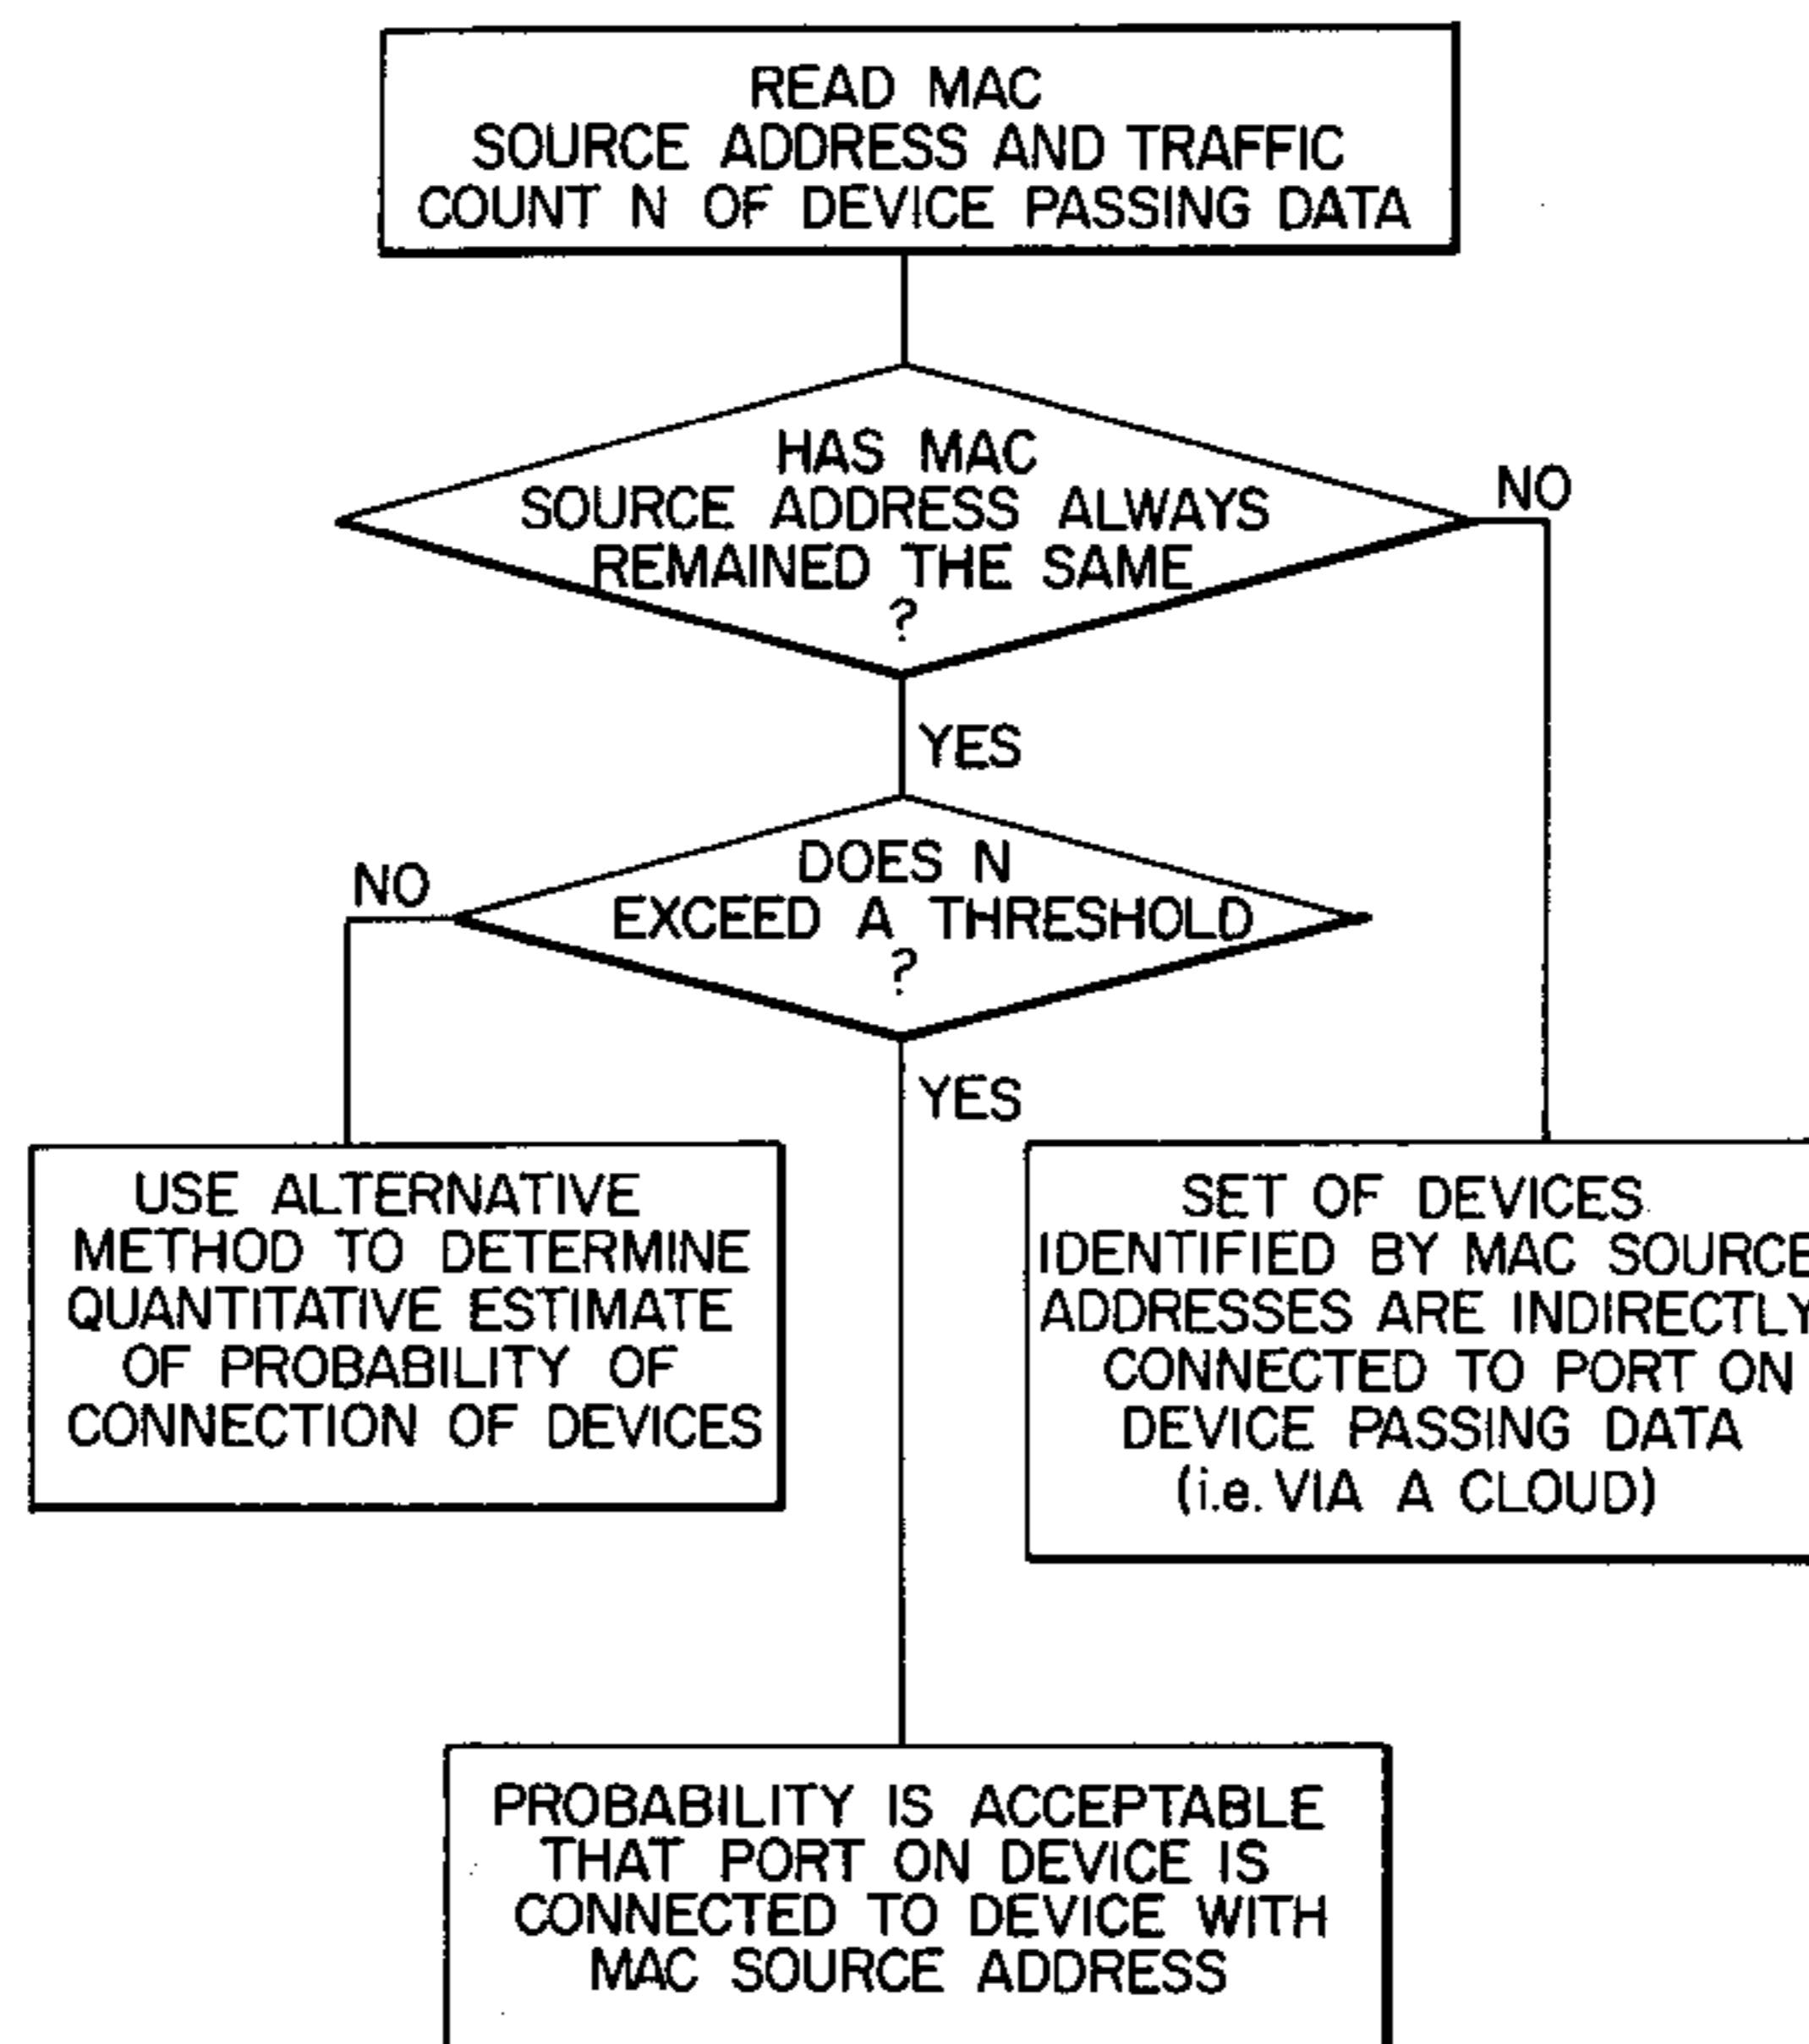 READ MAC
SOURCE ADDRESS AND TRAFFIC
COUNT N OF DEVICE PASSING DATA
HAS MAC
SOURCE ADDRESS ALWAYS
REMAINED THE SAME
?
NO
YES
DOES N
EXCEED A THRESHOLD
?
NO
YES
USE ALTERNATIVE
METHOD TO DETERMINE
QUANTITATIVE ESTIMATE
OF PROBABILITY OF
CONNECTION OF DEVICES
SET OF DEVICES
IDENTIFIED BY MAC SOURCE
ADDRESSES ARE INDIRECTLY
CONNECTED TO PORT ON
DEVICE PASSING DATA
(i.e. VIA A CLOUD)
PROBABILITY IS ACCEPTABLE
THAT PORT ON DEVICE IS
CONNECTED TO DEVICE WITH
MAC SOURCE ADDRESS